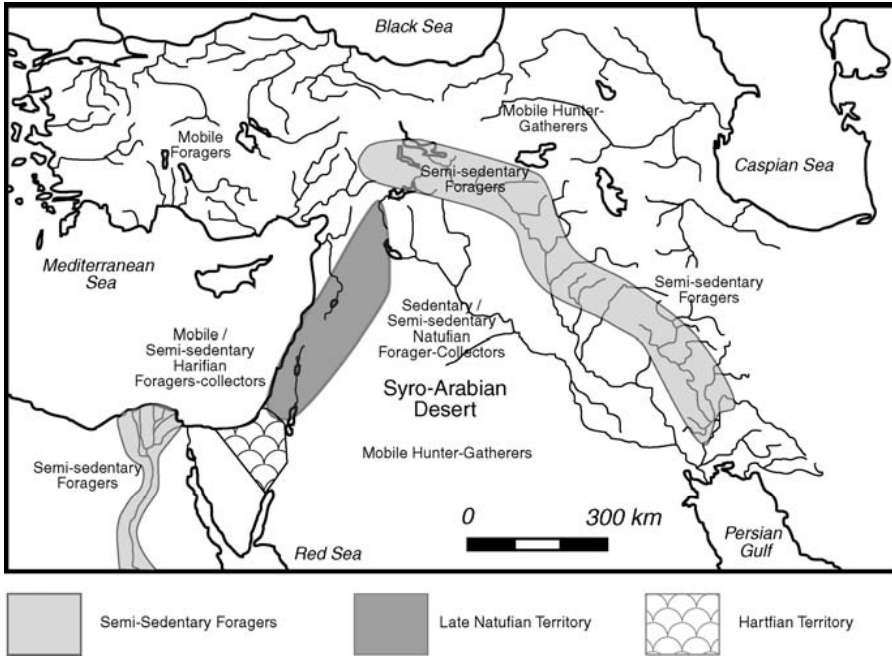 Black Sea
Mobile Hunter-
Gatherers
Mobile
Foragers
Caspian Sea
Semi-sedentary
Foragers
Mediterranean
Sea
Semi-sedentary
Foragers
Sedentary /
Semi-sedentary
Natufian
Forager-Collectors
Mobile /
Semi-sedentary
Harifian
Foragers-collectors
Syro-Arabian
Desert
Mobile Hunter-Gatherers
Semi-sedentary
Foragers
0 300 km
Persian
Gulf
Red Sea
Semi-Sedentary Foragers
Late Natufian Territory
Hartfian Territory